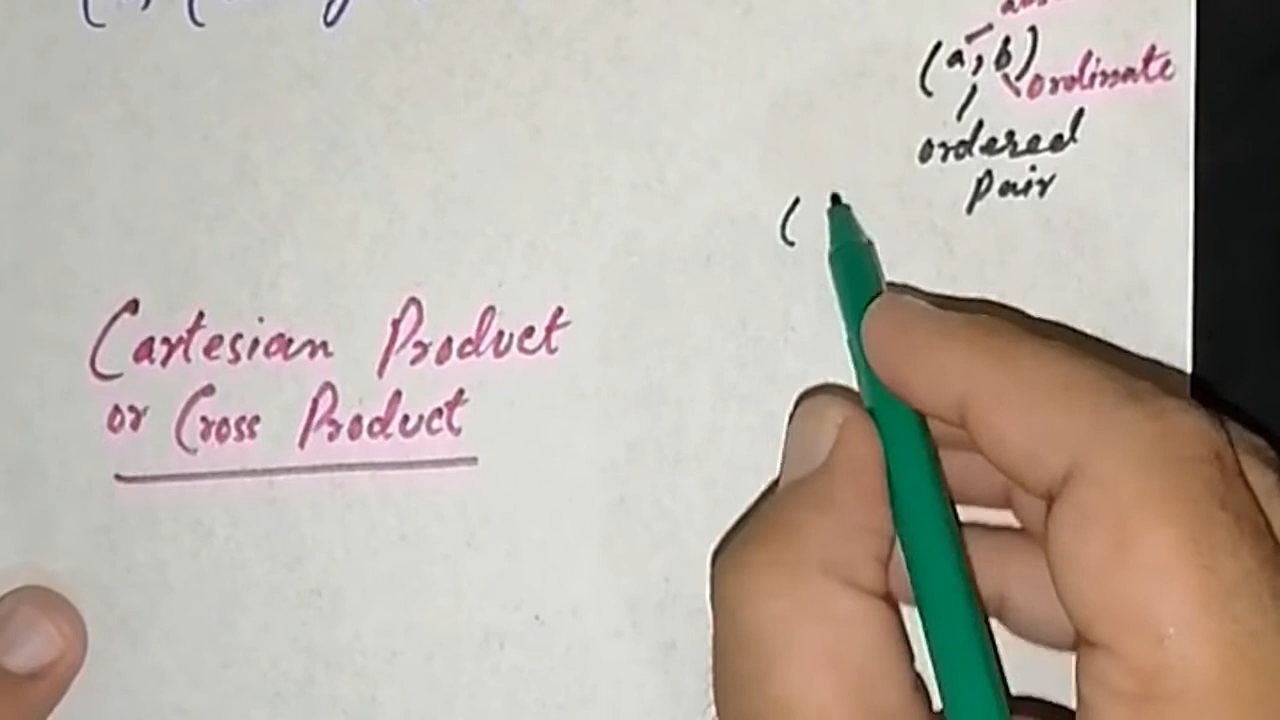 (a, b)
ordinate
ordered
pair
(
Cartesian Product
or Cross Product